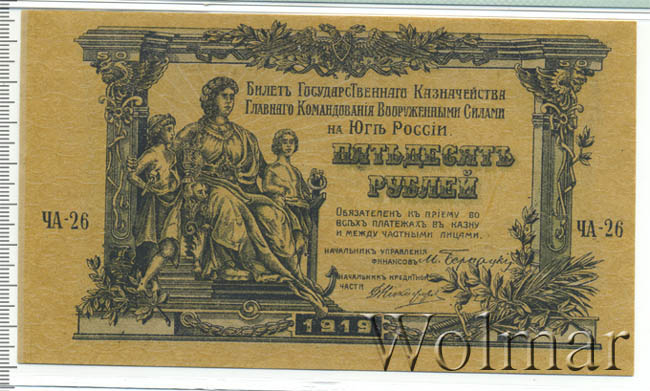 50 50
Билетъ Государственнаго Казначейства
Главнаго Командованія Вооруженными Силами
на Югѣ Россіи.
ПЯТЬДЕСЯТЪ
РУБЛЕЙ
Обязателенъ къ пріему во
всѣхъ платежахъ въ казну
и между частными лицами.
ЧА-26 ЧА-26
Начальникъ управленія
финансовъ
Начальникъ кредитной
части
1919
Wolmar